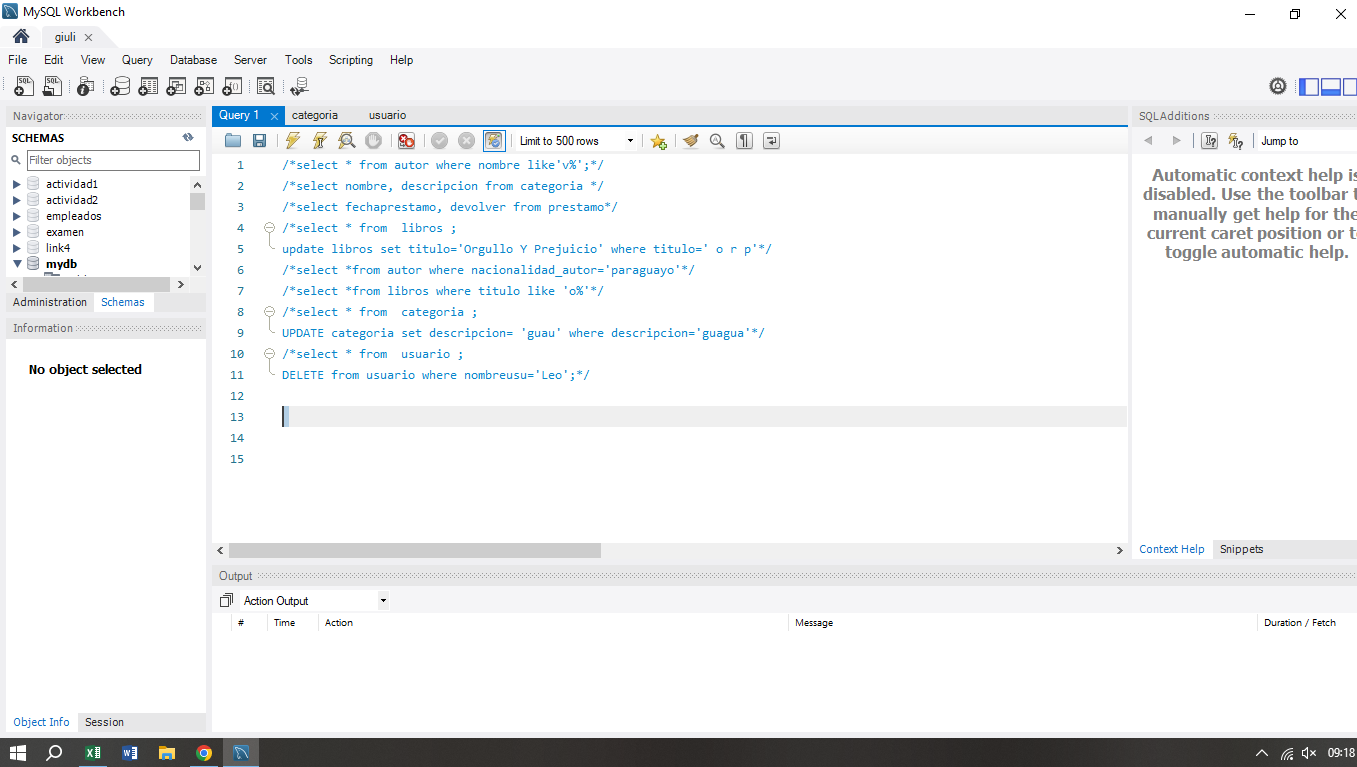 MySQL Workbench
giuli
File Edit View Query Database Server Tools Scripting Help
Navigator
SCHEMAS
Filter objects
actividad1
actividad2
empleados
examen
link4
mydb
Administration Schemas
Information
No object selected
Object Info Session
Query 1 categoria usuario
Limit to 500 rows
1 /*select * from autor where nombre like'v%';*/
2 /*select nombre, descripcion from categoria */
3 /*select fechaprestamo, devolver from prestamo*/
4 /*select * from  libros ;
5 update libros set titulo='Orgullo Y Prejuicio' where titulo=' o r p'*/
6 /*select *from autor where nacionalidad_autor='paraguayo'*/
7 /*select *from libros where titulo like 'o%'*/
8 /*select * from  categoria ;
9 UPDATE categoria set descripcion= 'guau' where descripcion='guagua'*/
10 /*select * from  usuario ;
11 DELETE from usuario where nombreusu='Leo';*/
12
13
14
15
SQLAdditions
Jump to
Automatic context help is
disabled. Use the toolbar t
manually get help for the
current caret position or t
toggle automatic help.
Context Help Snippets
Output
Action Output
# Time Action Message Duration / Fetch
09:18